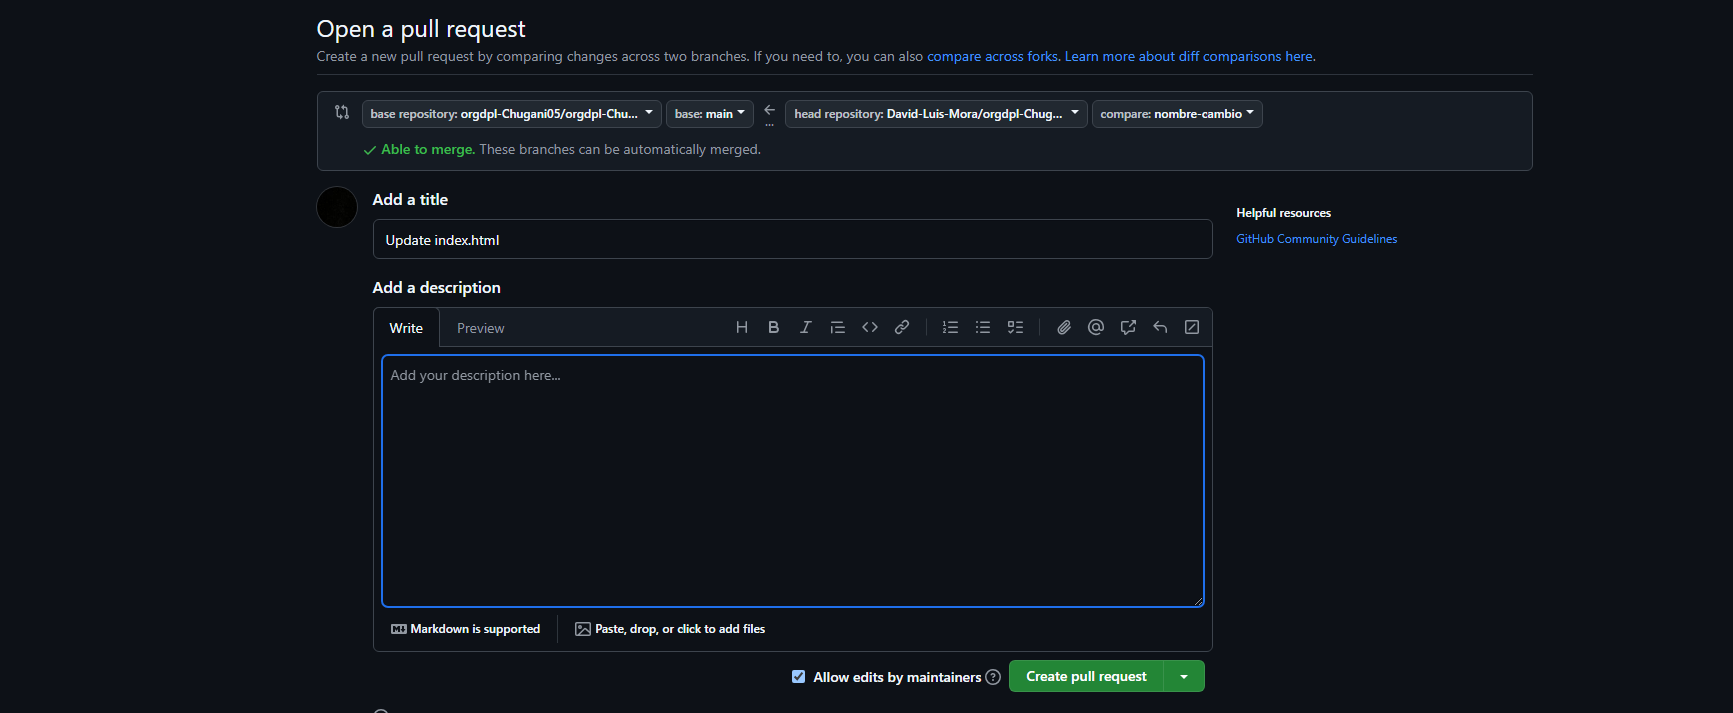 Open a pull request
Create a new pull request by comparing changes across two branches. If you need to, you can also compare across forks. Learn more about diff comparisons here.
base repository: orgdpl-Chugani05/orgdpl-Chu... base: main ... head repository: David-Luis-Mora/orgdpl-Chug... compare: nombre-cambio
Able to merge. These branches can be automatically merged.
Add a title
Helpful resources
Update index.html
GitHub Community Guidelines
Add a description
Write Preview
Add your description here...
Markdown is supported Paste, drop, or click to add files
Allow edits by maintainers Create pull request